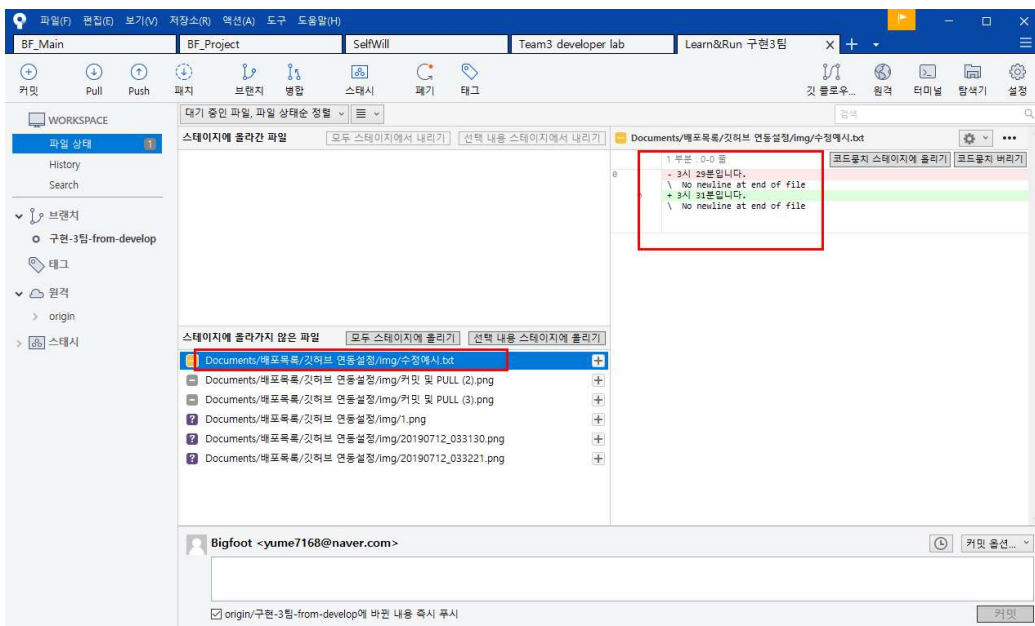 파일(F) 편집(E) 보기(V) 저장소(R) 액션(A) 도구 도움말(H)
BF_Main BF_Project SelfWill Team3 developer lab Learn&Run 구현3팀
커밋 Pull Push 패치 브랜치 병합 스태시 폐기 태그 깃 플로우... 원격 터미널 탐색기 설정
WORKSPACE
파일 상태 1
History
Search
브랜치
구현-3팀-from-develop
태그
원격
origin
스태시
대기 중인 파일, 파일 상태순 정렬
검색
스테이지에 올라간 파일 모두 스테이지에서 내리기 선택 내용 스테이지에서 내리기
Documents/배포목록/깃허브 연동설정/img/수정예시.txt
1 부분 : 0-0 줄 코드뭉치 스테이지에 올리기 코드뭉치 버리기
0 - 3시 29분입니다.
\ No newline at end of file
0 + 3시 31분입니다.
\ No newline at end of file
스테이지에 올라가지 않은 파일 모두 스테이지에 올리기 선택 내용 스테이지에 올리기
Documents/배포목록/깃허브 연동설정/img/수정예시.txt
Documents/배포목록/깃허브 연동설정/img/커밋 및 PULL (2).png
Documents/배포목록/깃허브 연동설정/img/커밋 및 PULL (3).png
Documents/배포목록/깃허브 연동설정/img/1.png
Documents/배포목록/깃허브 연동설정/img/20190712_033130.png
Documents/배포목록/깃허브 연동설정/img/20190712_033221.png
Bigfoot <yume7168@naver.com>
커밋 옵션...
origin/구현-3팀-from-develop에 바뀐 내용 즉시 푸시
커밋